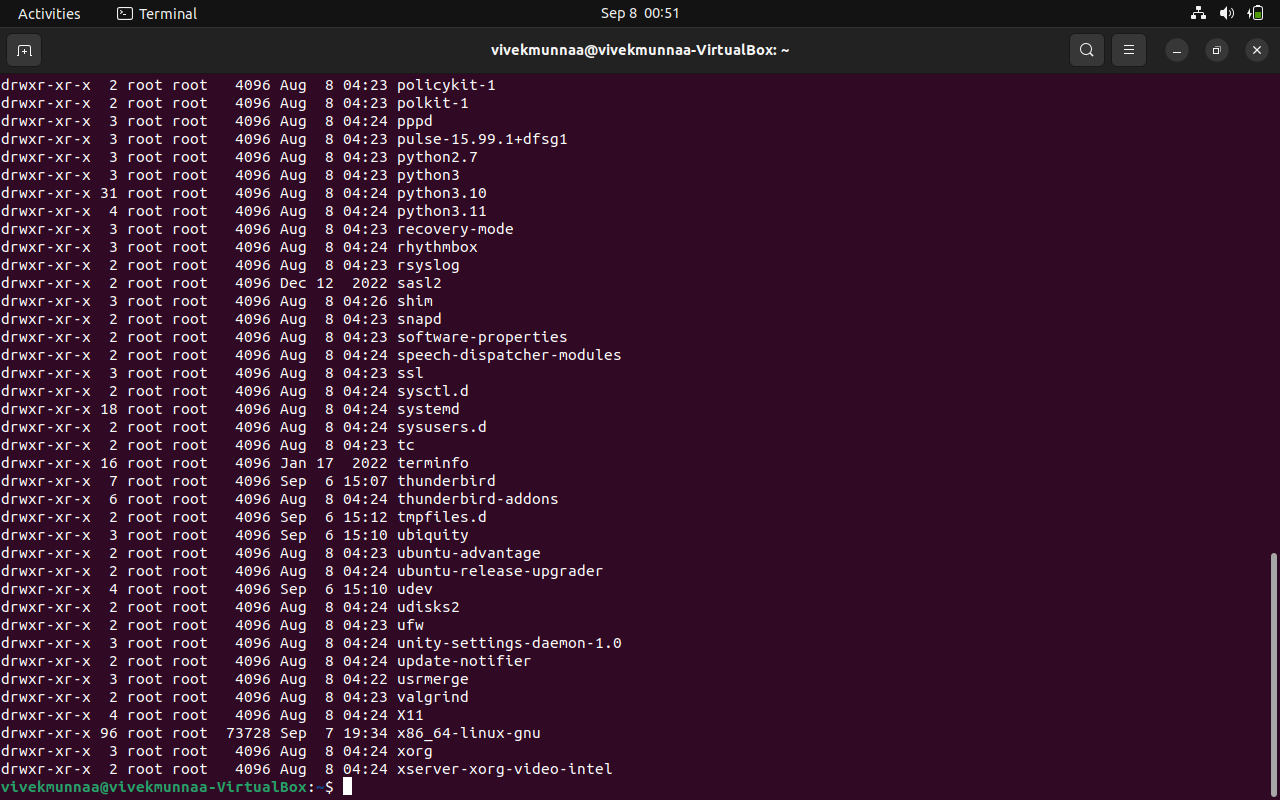 Activities
Terminal
Sep 8 00:51
vivekmunnaa@vivekmunnaa-VirtualBox: ~
drwxr-xr-x  2 root root   4096 Aug  8 04:23 policykit-1
drwxr-xr-x  2 root root   4096 Aug  8 04:23 polkit-1
drwxr-xr-x  3 root root   4096 Aug  8 04:24 pppd
drwxr-xr-x  3 root root   4096 Aug  8 04:23 pulse-15.99.1+dfsg1
drwxr-xr-x  3 root root   4096 Aug  8 04:23 python2.7
drwxr-xr-x  3 root root   4096 Aug  8 04:23 python3
drwxr-xr-x 31 root root   4096 Aug  8 04:24 python3.10
drwxr-xr-x  4 root root   4096 Aug  8 04:24 python3.11
drwxr-xr-x  3 root root   4096 Aug  8 04:23 recovery-mode
drwxr-xr-x  3 root root   4096 Aug  8 04:24 rhythmbox
drwxr-xr-x  2 root root   4096 Aug  8 04:23 rsyslog
drwxr-xr-x  2 root root   4096 Dec 12  2022 sasl2
drwxr-xr-x  3 root root   4096 Aug  8 04:26 shim
drwxr-xr-x  2 root root   4096 Aug  8 04:23 snapd
drwxr-xr-x  2 root root   4096 Aug  8 04:23 software-properties
drwxr-xr-x  2 root root   4096 Aug  8 04:24 speech-dispatcher-modules
drwxr-xr-x  3 root root   4096 Aug  8 04:23 ssl
drwxr-xr-x  2 root root   4096 Aug  8 04:24 sysctl.d
drwxr-xr-x 18 root root   4096 Aug  8 04:24 systemd
drwxr-xr-x  2 root root   4096 Aug  8 04:24 sysusers.d
drwxr-xr-x  2 root root   4096 Aug  8 04:23 tc
drwxr-xr-x 16 root root   4096 Jan 17  2022 terminfo
drwxr-xr-x  7 root root   4096 Sep  6 15:07 thunderbird
drwxr-xr-x  6 root root   4096 Aug  8 04:24 thunderbird-addons
drwxr-xr-x  2 root root   4096 Sep  6 15:12 tmpfiles.d
drwxr-xr-x  3 root root   4096 Sep  6 15:10 ubiquity
drwxr-xr-x  2 root root   4096 Aug  8 04:23 ubuntu-advantage
drwxr-xr-x  2 root root   4096 Aug  8 04:24 ubuntu-release-upgrader
drwxr-xr-x  4 root root   4096 Sep  6 15:10 udev
drwxr-xr-x  2 root root   4096 Aug  8 04:24 udisks2
drwxr-xr-x  2 root root   4096 Aug  8 04:23 ufw
drwxr-xr-x  3 root root   4096 Aug  8 04:24 unity-settings-daemon-1.0
drwxr-xr-x  2 root root   4096 Aug  8 04:24 update-notifier
drwxr-xr-x  3 root root   4096 Aug  8 04:22 usrmerge
drwxr-xr-x  2 root root   4096 Aug  8 04:23 valgrind
drwxr-xr-x  4 root root   4096 Aug  8 04:24 X11
drwxr-xr-x 96 root root  73728 Sep  7 19:34 x86_64-linux-gnu
drwxr-xr-x  3 root root   4096 Aug  8 04:24 xorg
drwxr-xr-x  2 root root   4096 Aug  8 04:24 xserver-xorg-video-intel
vivekmunnaa@vivekmunnaa-VirtualBox:~$